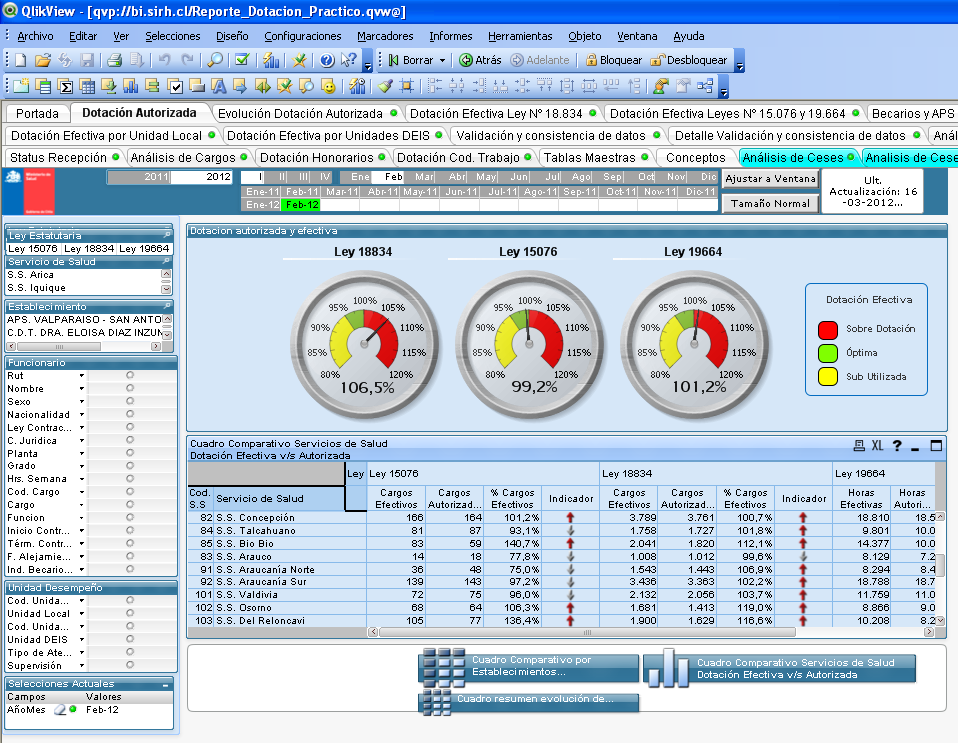 QlikView - [qvp://bi.sirh.cl/Reporte_Dotacion_Practico.qvw@]
Archivo Editar Ver Selecciones Diseño Configuraciones Marcadores Informes Herramientas Objeto Ventana Ayuda
Borrar Atrás Adelante Bloquear Desbloquear
Portada Dotación Autorizada Evolución Dotación Autorizada Dotación Efectiva Ley Nº 18.834 Dotación Efectiva Leyes Nº 15.076 y 19.664 Becarios y APS
Dotación Efectiva por Unidad Local Dotación Efectiva por Unidades DEIS Validación y consistencia de datos Detalle Validación y consistencia de datos
Status Recepción Análisis de Cargos Dotación Honorarios Dotación Cod. Trabajo Tablas Maestras Conceptos Análisis de Ceses Analisis de Cese
2011 2012 I II III IV Ene Feb Mar Abr May Jun Jul Ago Sep Oct Nov Dic
Ene-11 Feb-11 Mar-11 Abr-11 May-11 Jun-11 Jul-11 Ago-11 Sep-11 Oct-11 Nov-11 Dic-11
Ene-12 Feb-12
Ajustar a Ventana
Tamaño Normal
Ult.
Actualización: 16
-03-2012...
Ley Estatutaria
Ley 15076 Ley 18834 Ley 19664
Servicio de Salud
S.S. Arica
S.S. Iquique
Establecimiento
APS. VALPARAISO - SAN ANTO
C.D.T. DRA. ELOISA DIAZ INZUN
Funcionario
Rut
Nombre
Sexo
Nacionalidad
Ley Contrac...
C. Juridica
Planta
Grado
Hrs. Semana
Cod. Cargo
Cargo
Funcion
Inicio Contr...
Térm. Contr...
F. Alejamie...
Ind. Becario...
Unidad Desempeño
Cod. Unida...
Unidad Local
Cod. Unida...
Unidad DEIS
Tipo de Ate...
Supervisión
Selecciones Actuales
Campos Valores
AñoMes Feb-12
Dotacion autorizada y efectiva
Ley 18834 Ley 15076 Ley 19664
80% 85% 90% 95% 100% 105% 110% 115% 120%
106,5%
80% 85% 90% 95% 100% 105% 110% 115% 120%
99,2%
80% 85% 90% 95% 100% 105% 110% 115% 120%
101,2%
Dotación Efectiva
Sobre Dotación
Óptima
Sub Utilizada
Cuadro Comparativo Servicios de Salud
Dotación Efectiva v/s Autorizada
XL ?
Ley Ley 15076 Ley 18834 Ley 19664
Cod. S.S Servicio de Salud Cargos Efectivos Cargos Autorizad... % Cargos Efectivos Indicador Cargos Efectivos Cargos Autorizad... % Cargos Efectivos Indicador Horas Efectivas Horas Autori...
82 S.S. Concepción 166 164 101,2% 3.789 3.761 100,7% 18.810 18.5
84 S.S. Talcahuano 81 87 93,1% 1.758 1.727 101,8% 9.801 10.0
85 S.S. Bio Bio 83 59 140,7% 2.041 1.820 112,1% 14.377 10.0
83 S.S. Arauco 14 18 77,8% 1.008 1.012 99,6% 8.129 7.2
91 S.S. Araucanía Norte 36 48 75,0% 1.543 1.443 106,9% 8.294 8.4
92 S.S. Araucanía Sur 139 143 97,2% 3.436 3.363 102,2% 18.788 18.7
101 S.S. Valdivia 72 75 96,0% 2.132 2.056 103,7% 11.759 11.0
102 S.S. Osorno 68 64 106,3% 1.681 1.413 119,0% 8.866 9.0
103 S.S. Del Reloncavi 105 77 136,4% 1.900 1.629 116,6% 10.208 8.2
Cuadro Comparativo por
Establecimientos...
Cuadro Comparativo Servicios de Salud
Dotación Efectiva v/s Autorizada
Cuadro resumen evolución de...